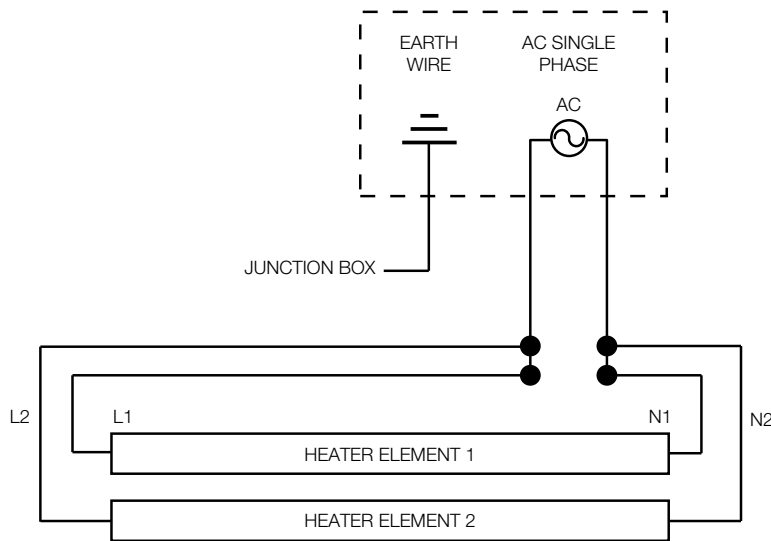 EARTH
WIRE
AC SINGLE
PHASE
AC
JUNCTION BOX
L2
L1
N1
N2
HEATER ELEMENT 1
HEATER ELEMENT 2